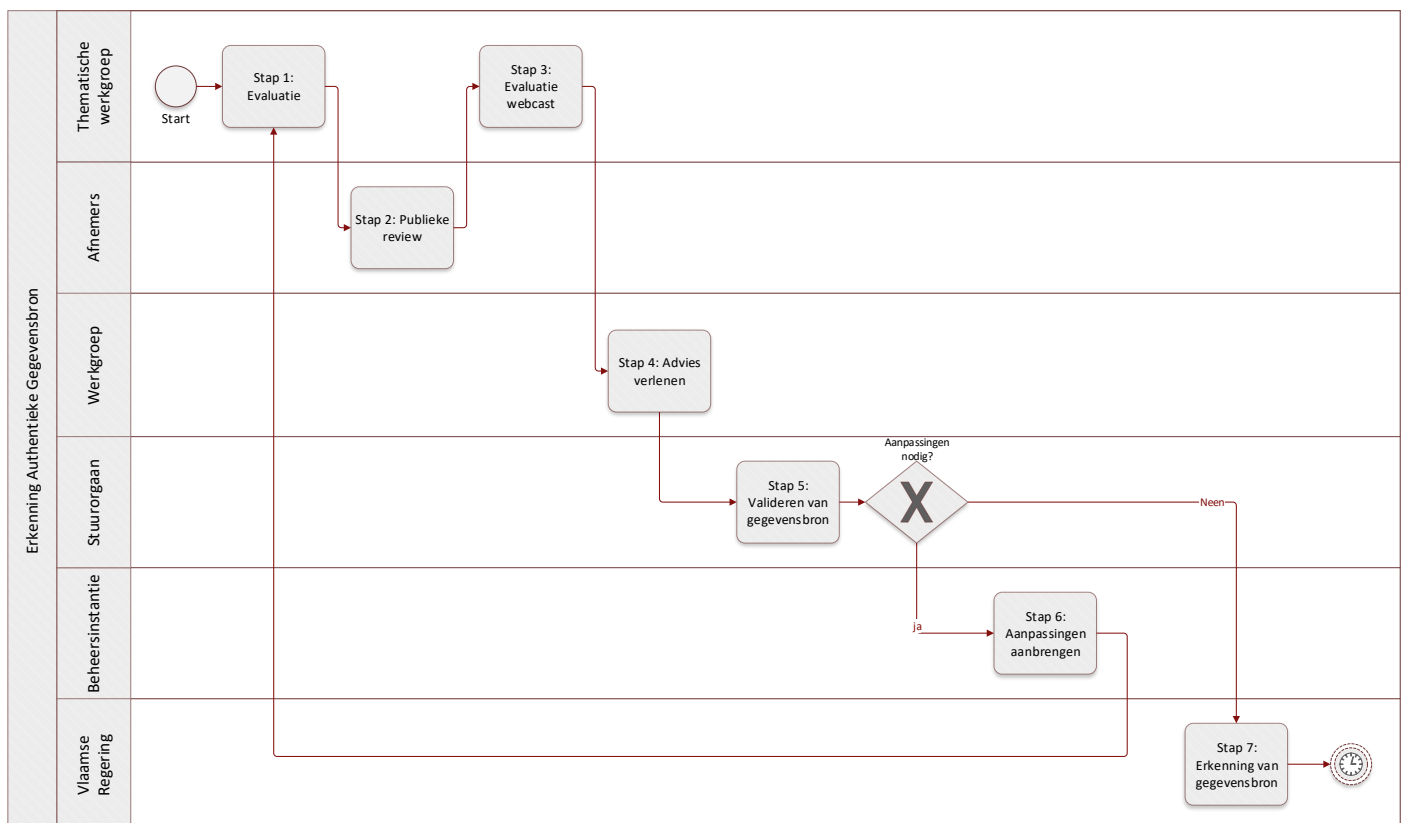 Erkenning Authentieke Gegevensbron
Thematische
werkgroep
Start
Stap 1:
Evaluatie
Stap 3:
Evaluatie
webcast
Afnemers
Stap 2: Publieke
review
Werkgroep
Stap 4: Advies
verlenen
Stuurorgaan
Stap 5:
Valideren van
gegevensbron
Aanpassingen
nodig?
X
Neen
ja
Beheersinstantie
Stap 6:
Aanpassingen
aanbrengen
Vlaamse
Regering
Stap 7:
Erkenning van
gegevensbron